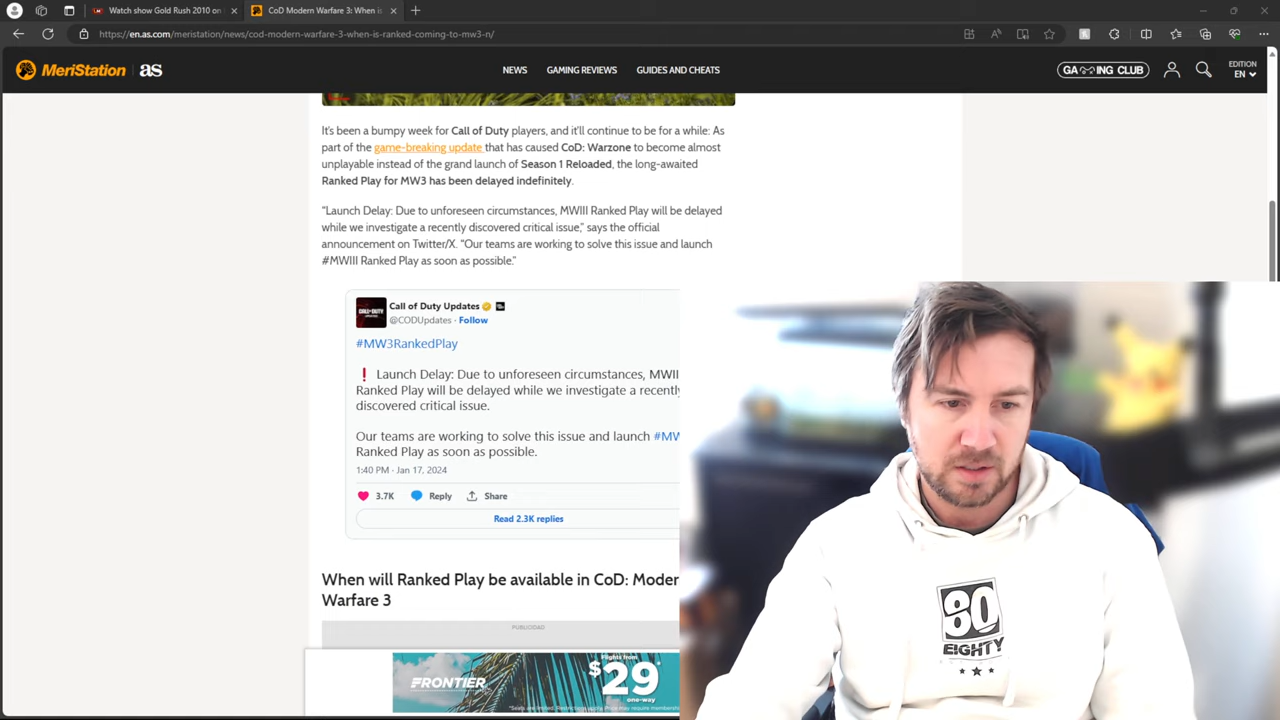 Watch show Gold Rush 2010 on
CoD Modern Warfare 3: When is
https://en.as.com/meristation/news/cod-modern-warfare-3-when-is-ranked-coming-to-mw3-n/
MeriStation as
NEWS GAMING REVIEWS GUIDES AND CHEATS
GAMING CLUB
EDITION
EN
It's been a bumpy week for Call of Duty players, and it'll continue to be for a while: As
part of the game-breaking update that has caused CoD: Warzone to become almost
unplayable instead of the grand launch of Season 1 Reloaded, the long-awaited
Ranked Play for MW3 has been delayed indefinitely.
"Launch Delay: Due to unforeseen circumstances, MWIII Ranked Play will be delayed
while we investigate a recently discovered critical issue," says the official
announcement on Twitter/X. "Our teams are working to solve this issue and launch
#MWIII Ranked Play as soon as possible."
Call of Duty Updates
@CODUpdates · Follow
#MW3RankedPlay
❗ Launch Delay: Due to unforeseen circumstances, MWIII
Ranked Play will be delayed while we investigate a recently
discovered critical issue.
Our teams are working to solve this issue and launch #MW
Ranked Play as soon as possible.
1:40 PM · Jan 17, 2024
3.7K Reply Share
Read 2.3K replies
When will Ranked Play be available in CoD: Moder
Warfare 3
PUBLICIDAD
FRONTIER
Flights from
$29*
one-way
80
EIGHTY